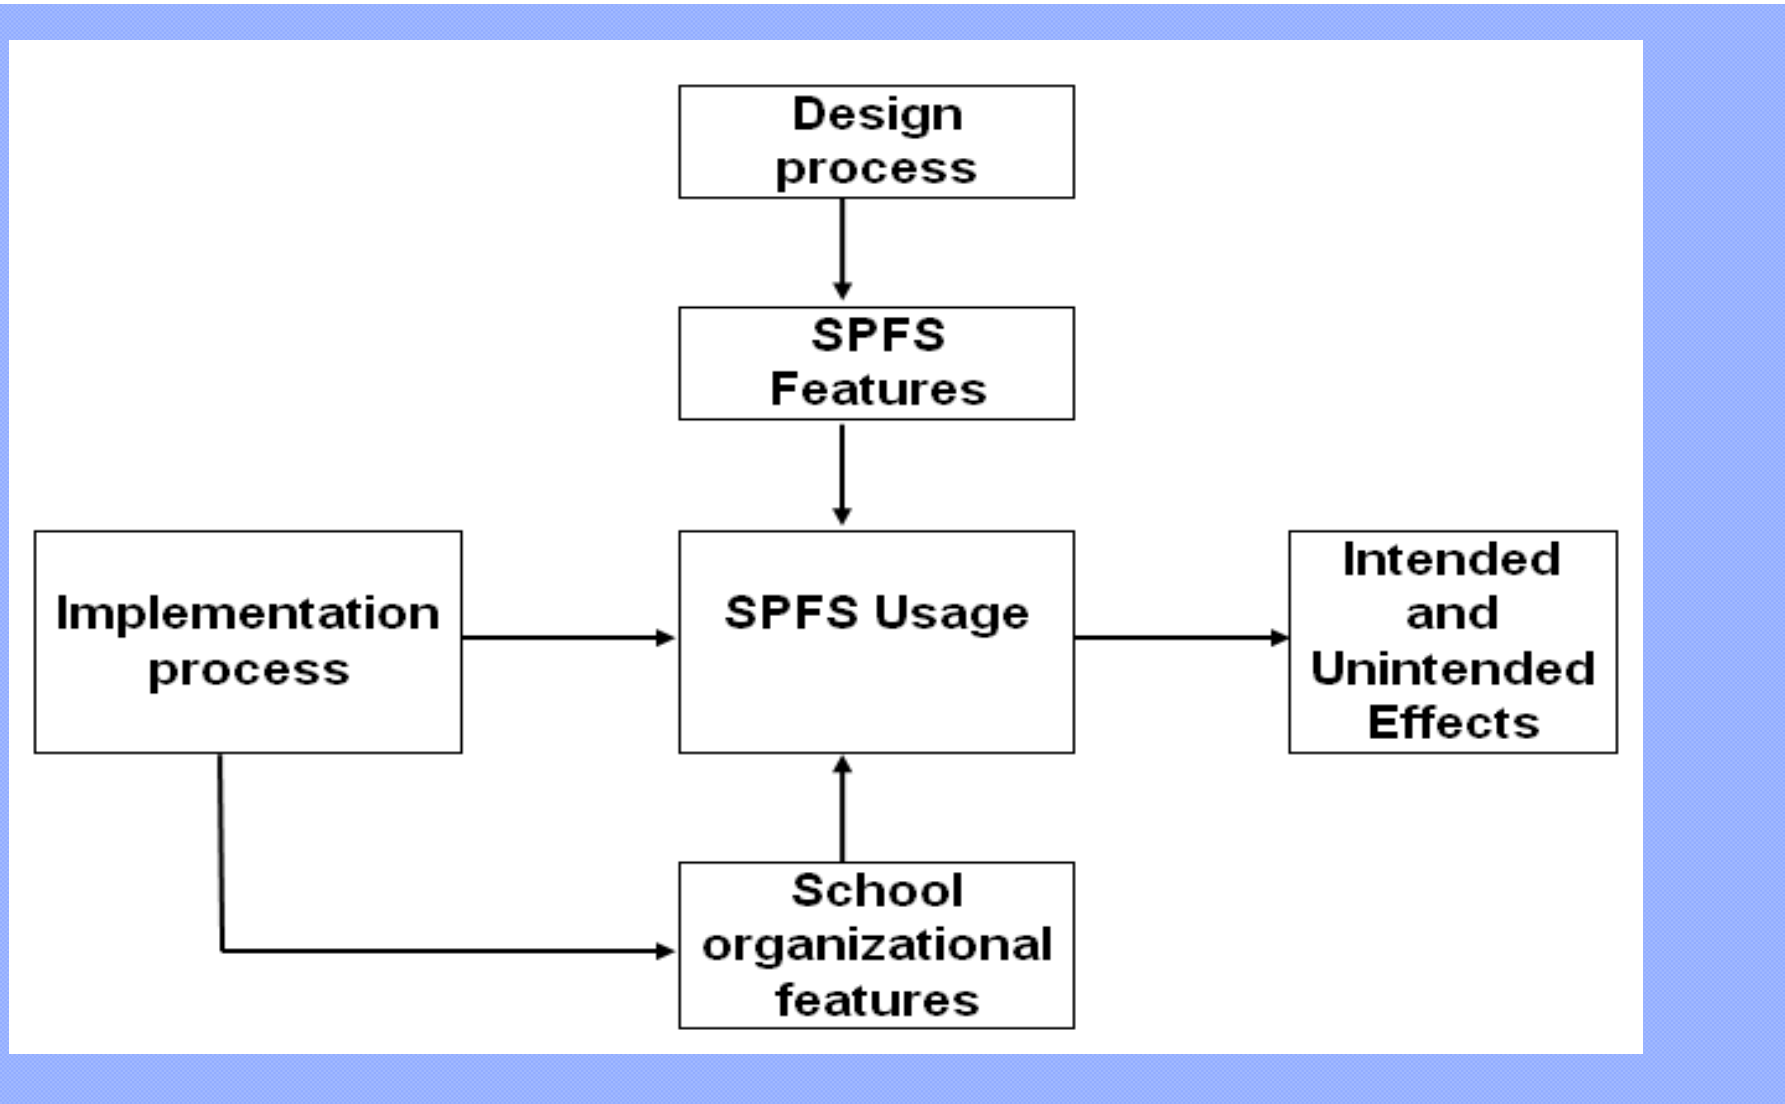 Design
process
SPFS
Features
Implementation
process
SPFS Usage
Intended
and
Unintended
Effects
School
organizational
features